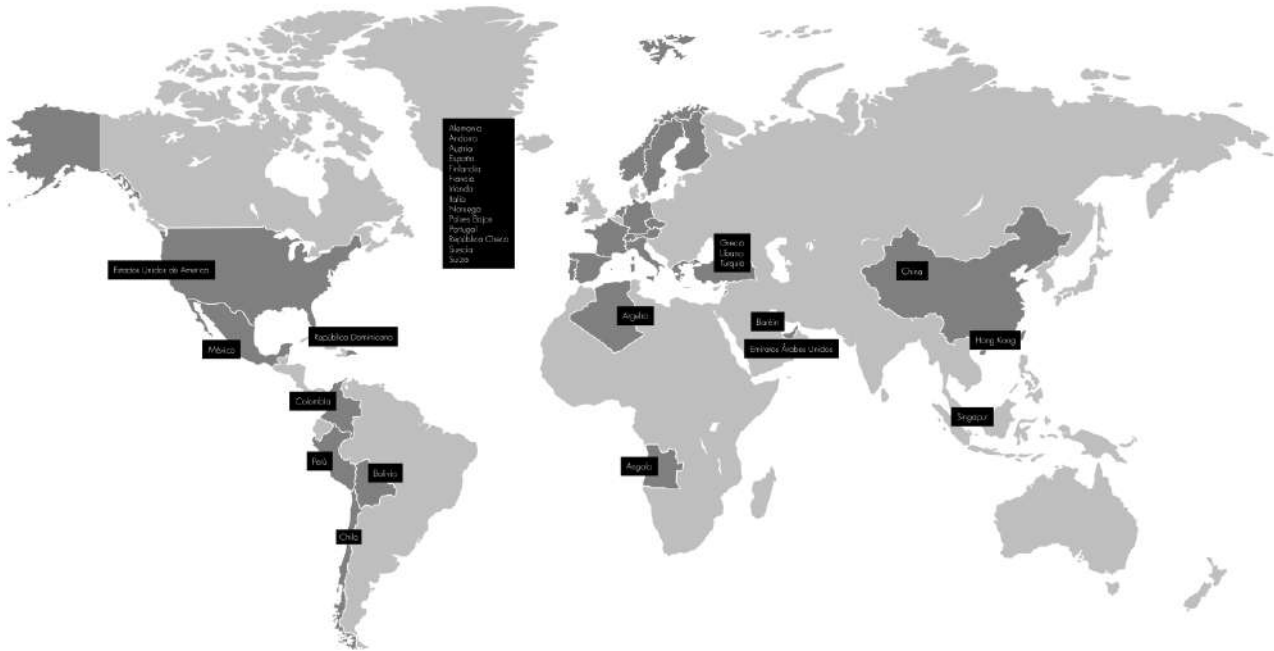 Alemania
Andorra
Austria
España
Finlandia
Francia
Irlanda
Italia
Noruega
Países Bajos
Portugal
República Checa
Suecia
Suiza
Grecia
Líbano
Turquía
Estados Unidos de América
China
Argelia
Baréin
República Dominicana
México
Emiratos Árabes Unidos
Hong Kong
Colombia
Singapur
Perú
Bolivia
Angola
Chile